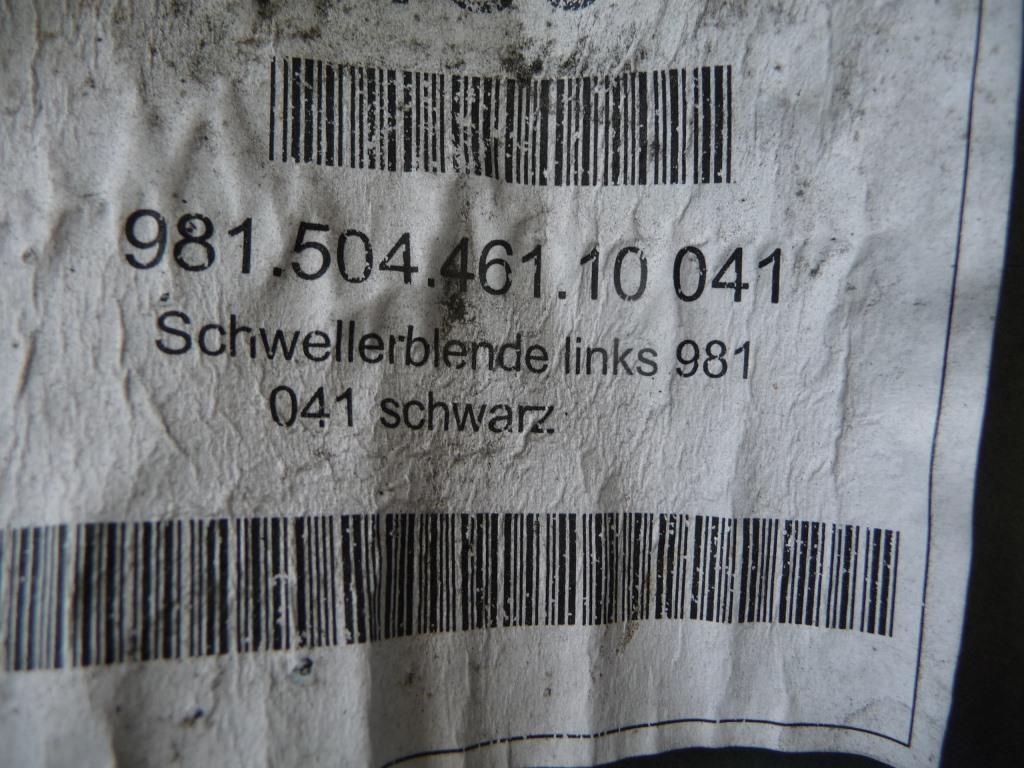 981.504.461.10 041
Schwellerblende links 981
041 schwarz